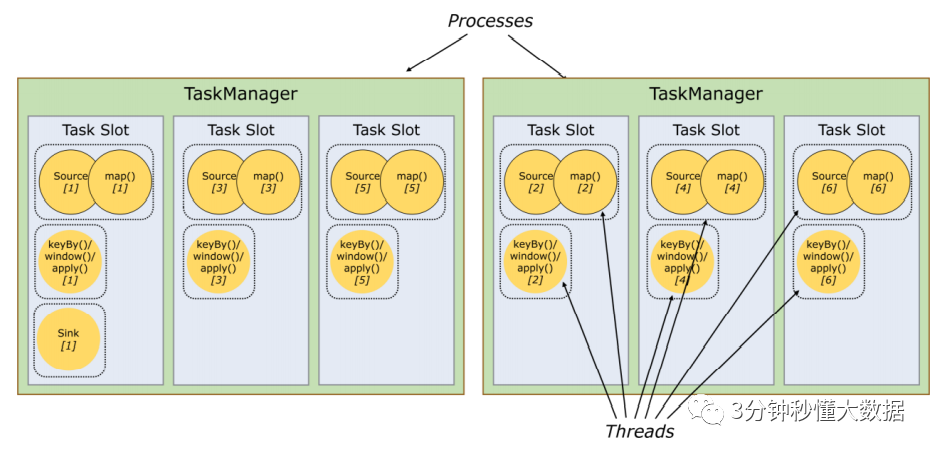 Processes
TaskManager
Task Slot
Source
[1]
map()
[1]
keyBy()/
window()/
apply()
[1]
Sink
[1]
Task Slot
Source
[3]
map()
[3]
keyBy()/
window()/
apply()
[3]
Task Slot
Source
[5]
map()
[5]
keyBy()/
window()/
apply()
[5]
TaskManager
Task Slot
Source
[2]
map()
[2]
keyBy()/
window()/
apply()
[2]
Task Slot
Source
[4]
map()
[4]
keyBy()/
window()/
apply()
[4]
Task Slot
Source
[6]
map()
[6]
keyBy()/
window()/
apply()
[6]
Threads
3分钟秒懂大数据